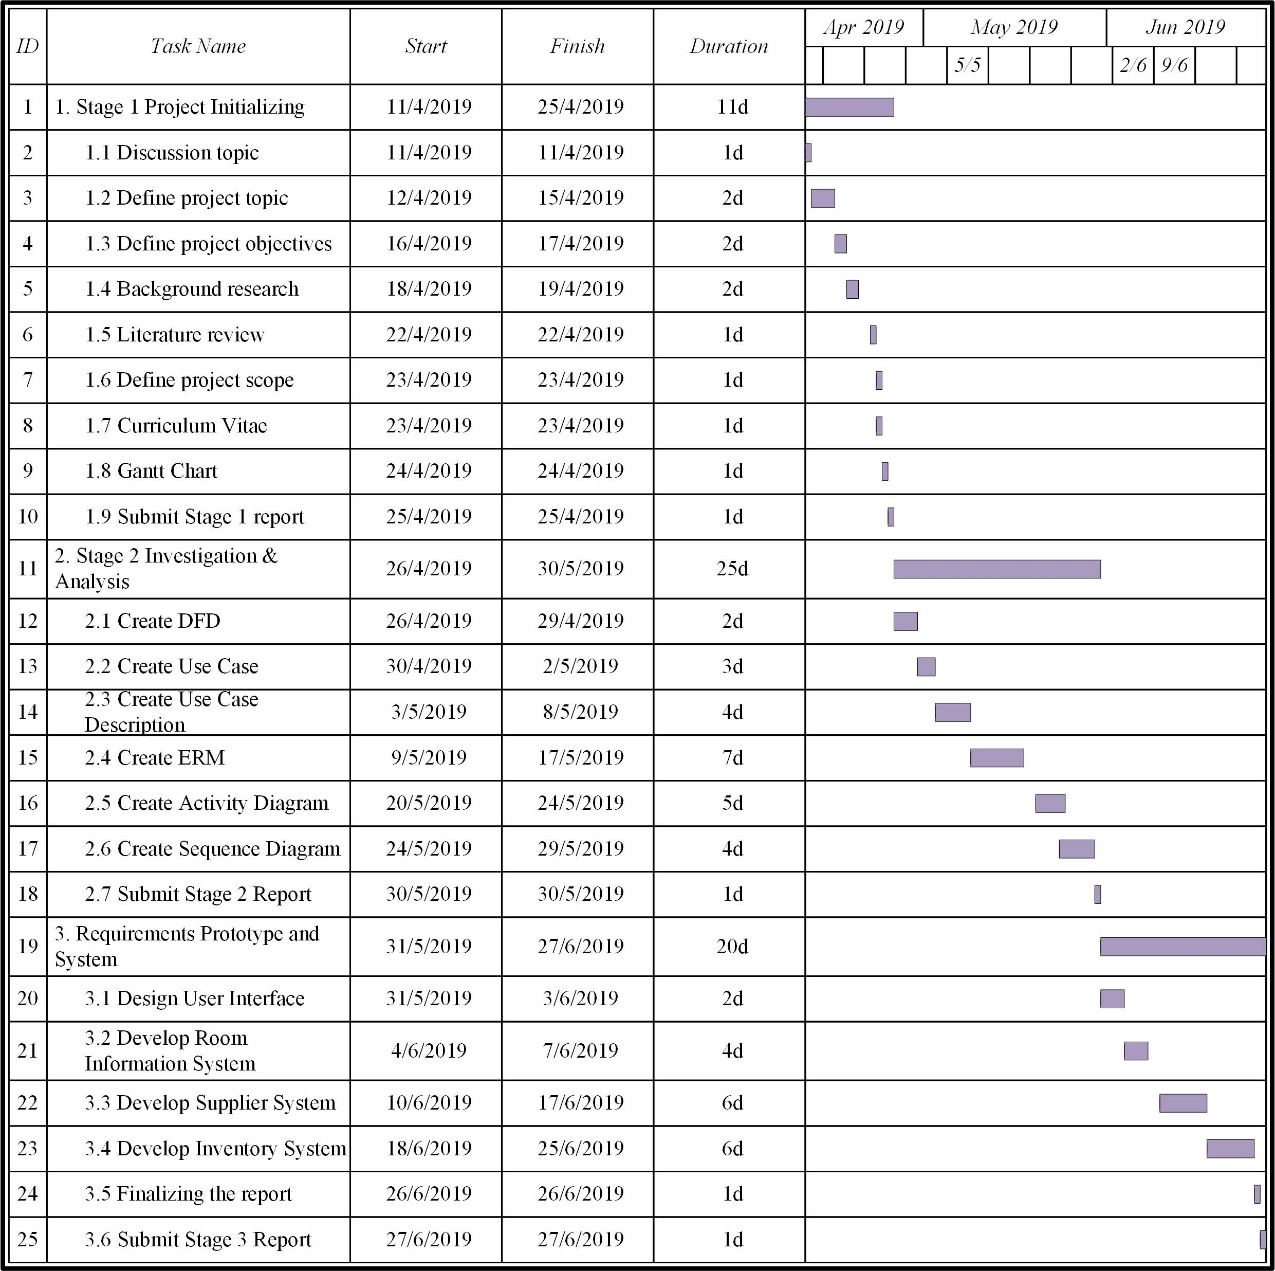 ID Task Name Start Finish Duration Apr 2019 May 2019 Jun 2019
5/5 2/6 9/6
1 1. Stage 1 Project Initializing 11/4/2019 25/4/2019 11d
2 1.1 Discussion topic 11/4/2019 11/4/2019 1d
3 1.2 Define project topic 12/4/2019 15/4/2019 2d
4 1.3 Define project objectives 16/4/2019 17/4/2019 2d
5 1.4 Background research 18/4/2019 19/4/2019 2d
6 1.5 Literature review 22/4/2019 22/4/2019 1d
7 1.6 Define project scope 23/4/2019 23/4/2019 1d
8 1.7 Curriculum Vitae 23/4/2019 23/4/2019 1d
9 1.8 Gantt Chart 24/4/2019 24/4/2019 1d
10 1.9 Submit Stage 1 report 25/4/2019 25/4/2019 1d
11 2. Stage 2 Investigation &
Analysis 26/4/2019 30/5/2019 25d
12 2.1 Create DFD 26/4/2019 29/4/2019 2d
13 2.2 Create Use Case 30/4/2019 2/5/2019 3d
14 2.3 Create Use Case
Description 3/5/2019 8/5/2019 4d
15 2.4 Create ERM 9/5/2019 17/5/2019 7d
16 2.5 Create Activity Diagram 20/5/2019 24/5/2019 5d
17 2.6 Create Sequence Diagram 24/5/2019 29/5/2019 4d
18 2.7 Submit Stage 2 Report 30/5/2019 30/5/2019 1d
19 3. Requirements Prototype and
System 31/5/2019 27/6/2019 20d
20 3.1 Design User Interface 31/5/2019 3/6/2019 2d
21 3.2 Develop Room
Information System 4/6/2019 7/6/2019 4d
22 3.3 Develop Supplier System 10/6/2019 17/6/2019 6d
23 3.4 Develop Inventory System 18/6/2019 25/6/2019 6d
24 3.5 Finalizing the report 26/6/2019 26/6/2019 1d
25 3.6 Submit Stage 3 Report 27/6/2019 27/6/2019 1d